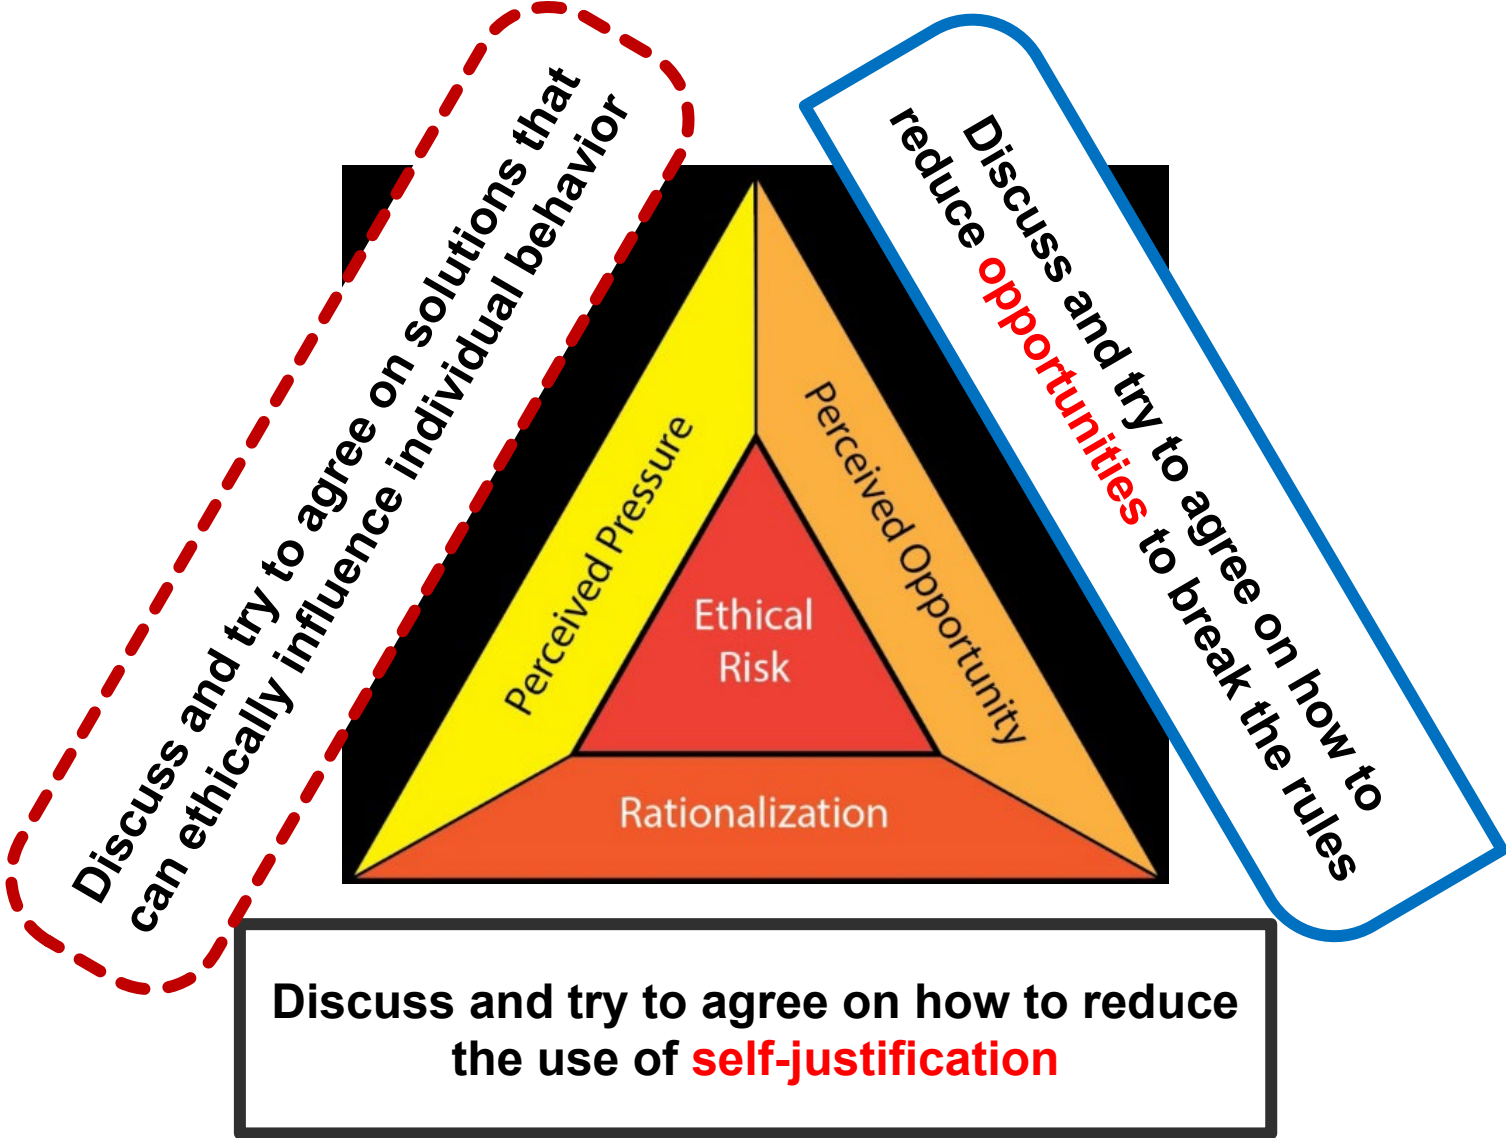 Discuss and try to agree on solutions that
can ethically influence individual behavior
Discuss and try to agree on how to
reduce opportunities to break the rules
Perceived Pressure
Perceived Opportunity
Ethical
Risk
Rationalization
Discuss and try to agree on how to reduce
the use of self-justification